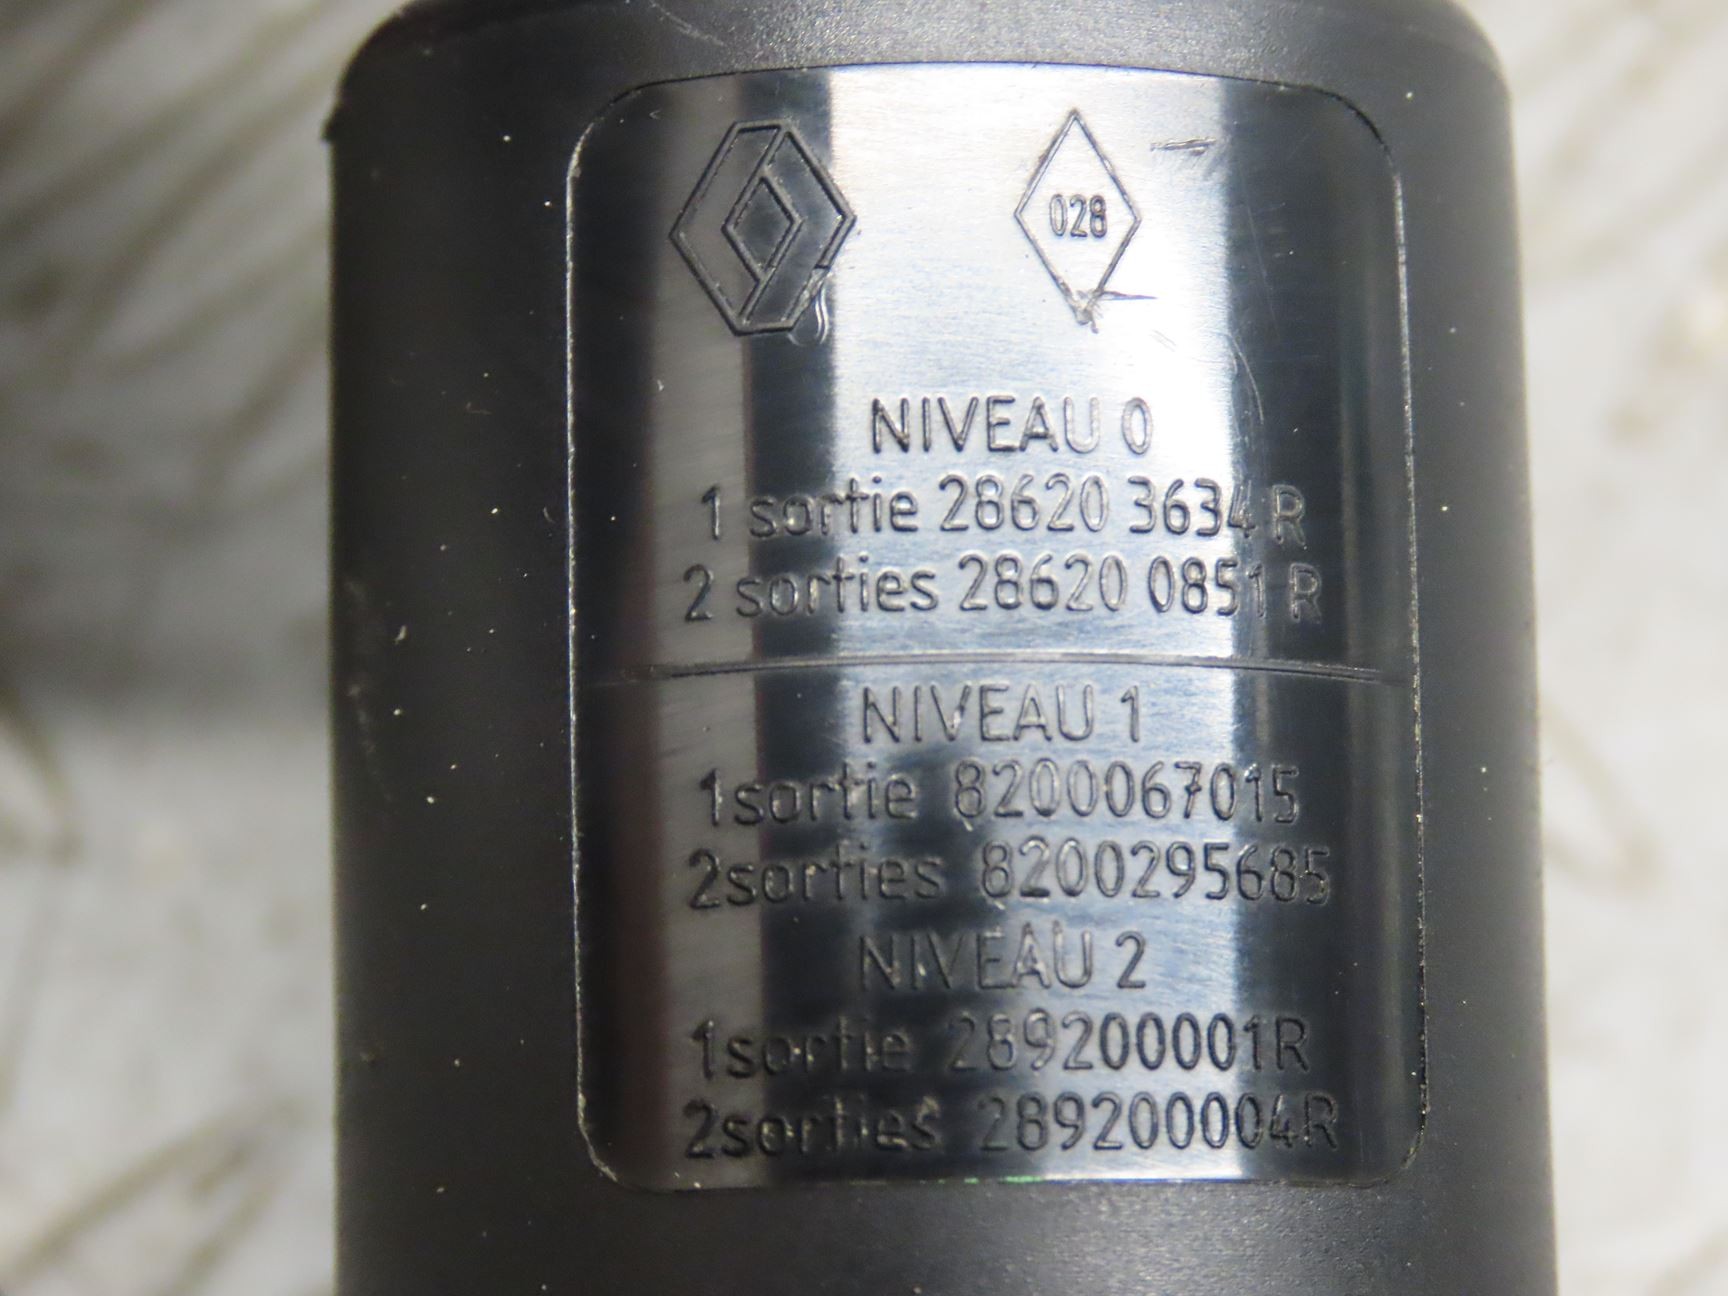 028
NIVEAU 0
1 sortie 28620 3634 R
2 sorties 28620 0851 R
NIVEAU 1
1sortie 8200067015
2sorties 8200295685
NIVEAU 2
1sortie 289200001R
2sorties 289200004R